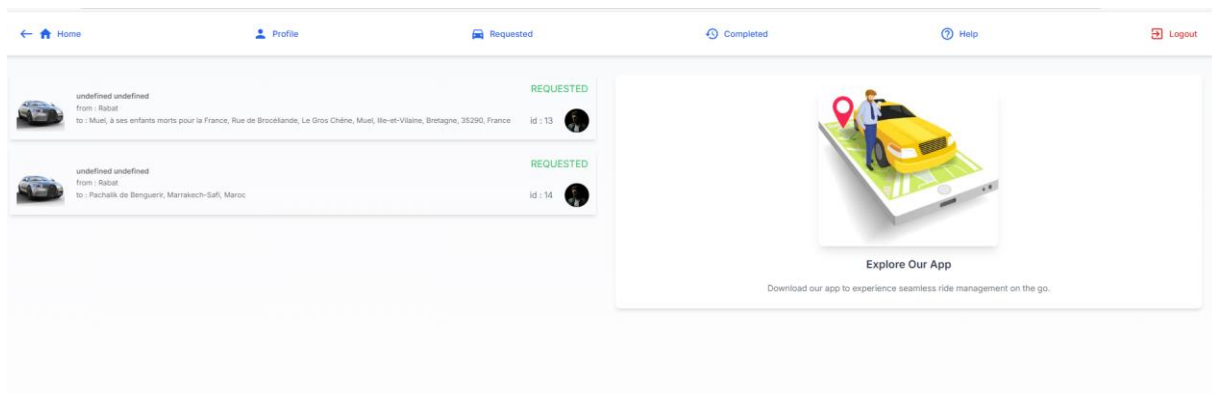 Home
Profile
Requested
Completed
Help
Logout
undefined undefined
REQUESTED
from : Rabat
to : Muel, à ses enfants morts pour la France, Rue de Brocéliande, Le Gros Chêne, Muel, Ille-et-Vilaine, Bretagne, 35290, France
id : 13
undefined undefined
REQUESTED
from : Rabat
to : Pachalik de Benguerir, Marrakech-Safi, Maroc
id : 14
Explore Our App
Download our app to experience seamless ride management on the go.